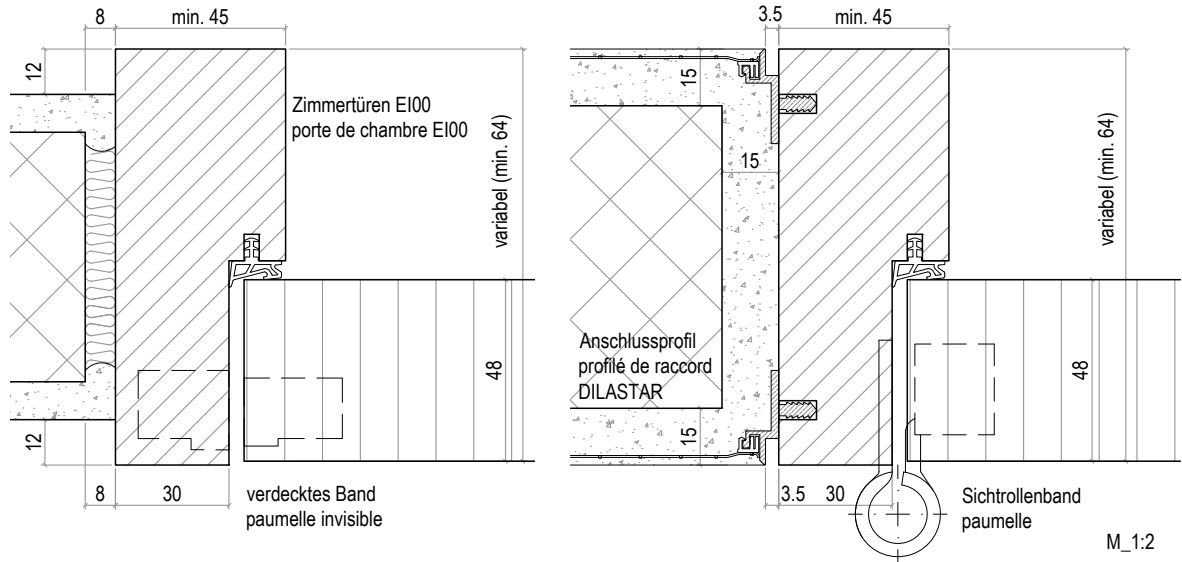 8
min. 45
12
Zimmertüren EI00
porte de chambre EI00
variabel (min. 64)
48
12
8
30
verdecktes Band
paumelle invisible
3.5
min. 45
15
15
variabel (min. 64)
Anschlussprofil
profilé de raccord
DILASTAR
48
15
3.5
30
Sichtrollenband
paumelle
M_1:2